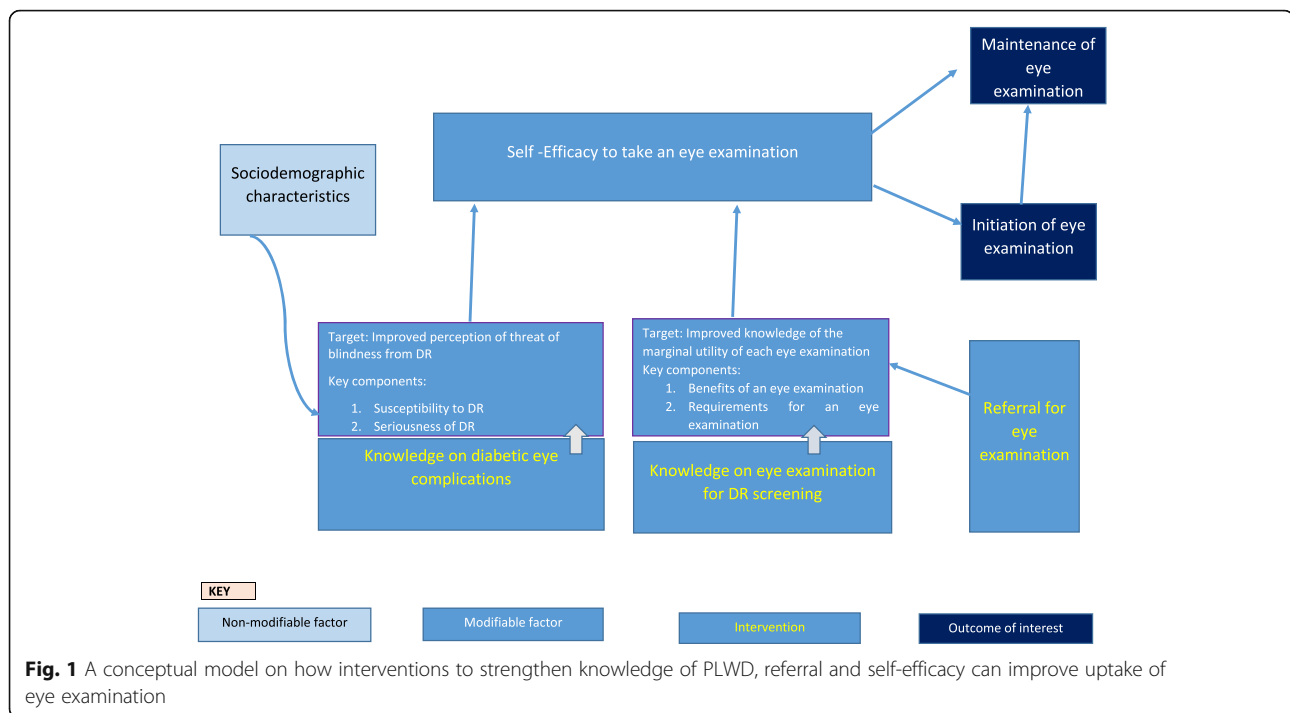 Maintenance of
eye
examination
Self -Efficacy to take an eye examination
Sociodemographic
characteristics
Initiation of eye
examination
Target: Improved perception of threat of
blindness from DR
Key components:
1. Susceptibility to DR
2. Seriousness of DR
Knowledge on diabetic eye
complications
Target: Improved knowledge of the
marginal utility of each eye examination
Key components:
1. Benefits of an eye examination
2. Requirements for an eye
examination
Knowledge on eye examination
for DR screening
Referral for
eye
examination
KEY
Non-modifiable factor
Modifiable factor
Intervention
Outcome of interest
Fig. 1 A conceptual model on how interventions to strengthen knowledge of PLWD, referral and self-efficacy can improve uptake of
eye examination